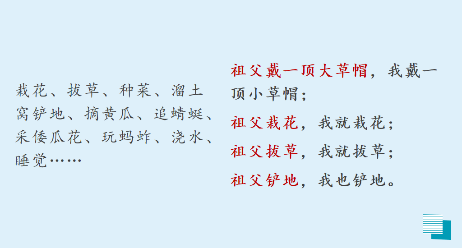 栽花、拔草、种菜、溜土
窝铲地、摘黄瓜、追蜻蜓、
采倭瓜花、玩蚂蚱、浇水、
睡觉……
祖父戴一顶大草帽，我戴一
顶小草帽；
祖父栽花，我就栽花；
祖父拔草，我就拔草；
祖父铲地，我也铲地。